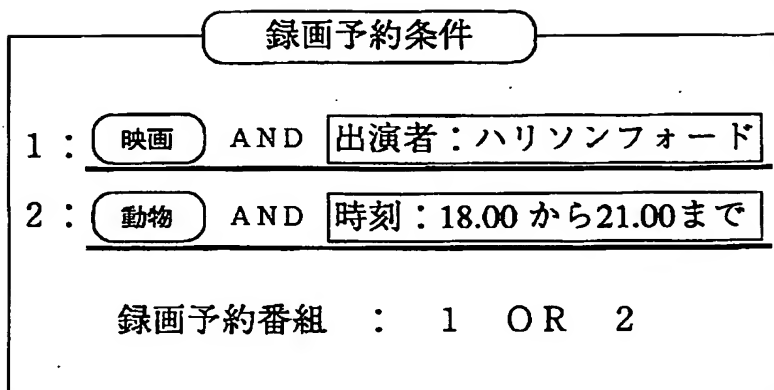 録画予約条件
1：映画 AND 出演者：ハリソンフォード
2：動物 AND 時刻：18.00から21.00まで
録画予約番組 ： 1 OR 2